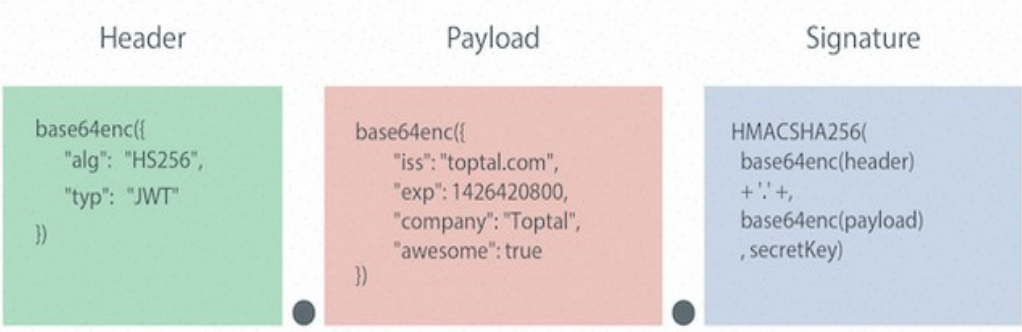 Header
base64enc({
"alg": "HS256",
"typ": "JWT"
})
Payload
base64enc({
"iss": "toptal.com",
"exp": 1426420800,
"company": "Toptal",
"awesome": true
})
Signature
HMACSHA256(
base64enc(header)
+ '.' +,
base64enc(payload)
, secretKey)